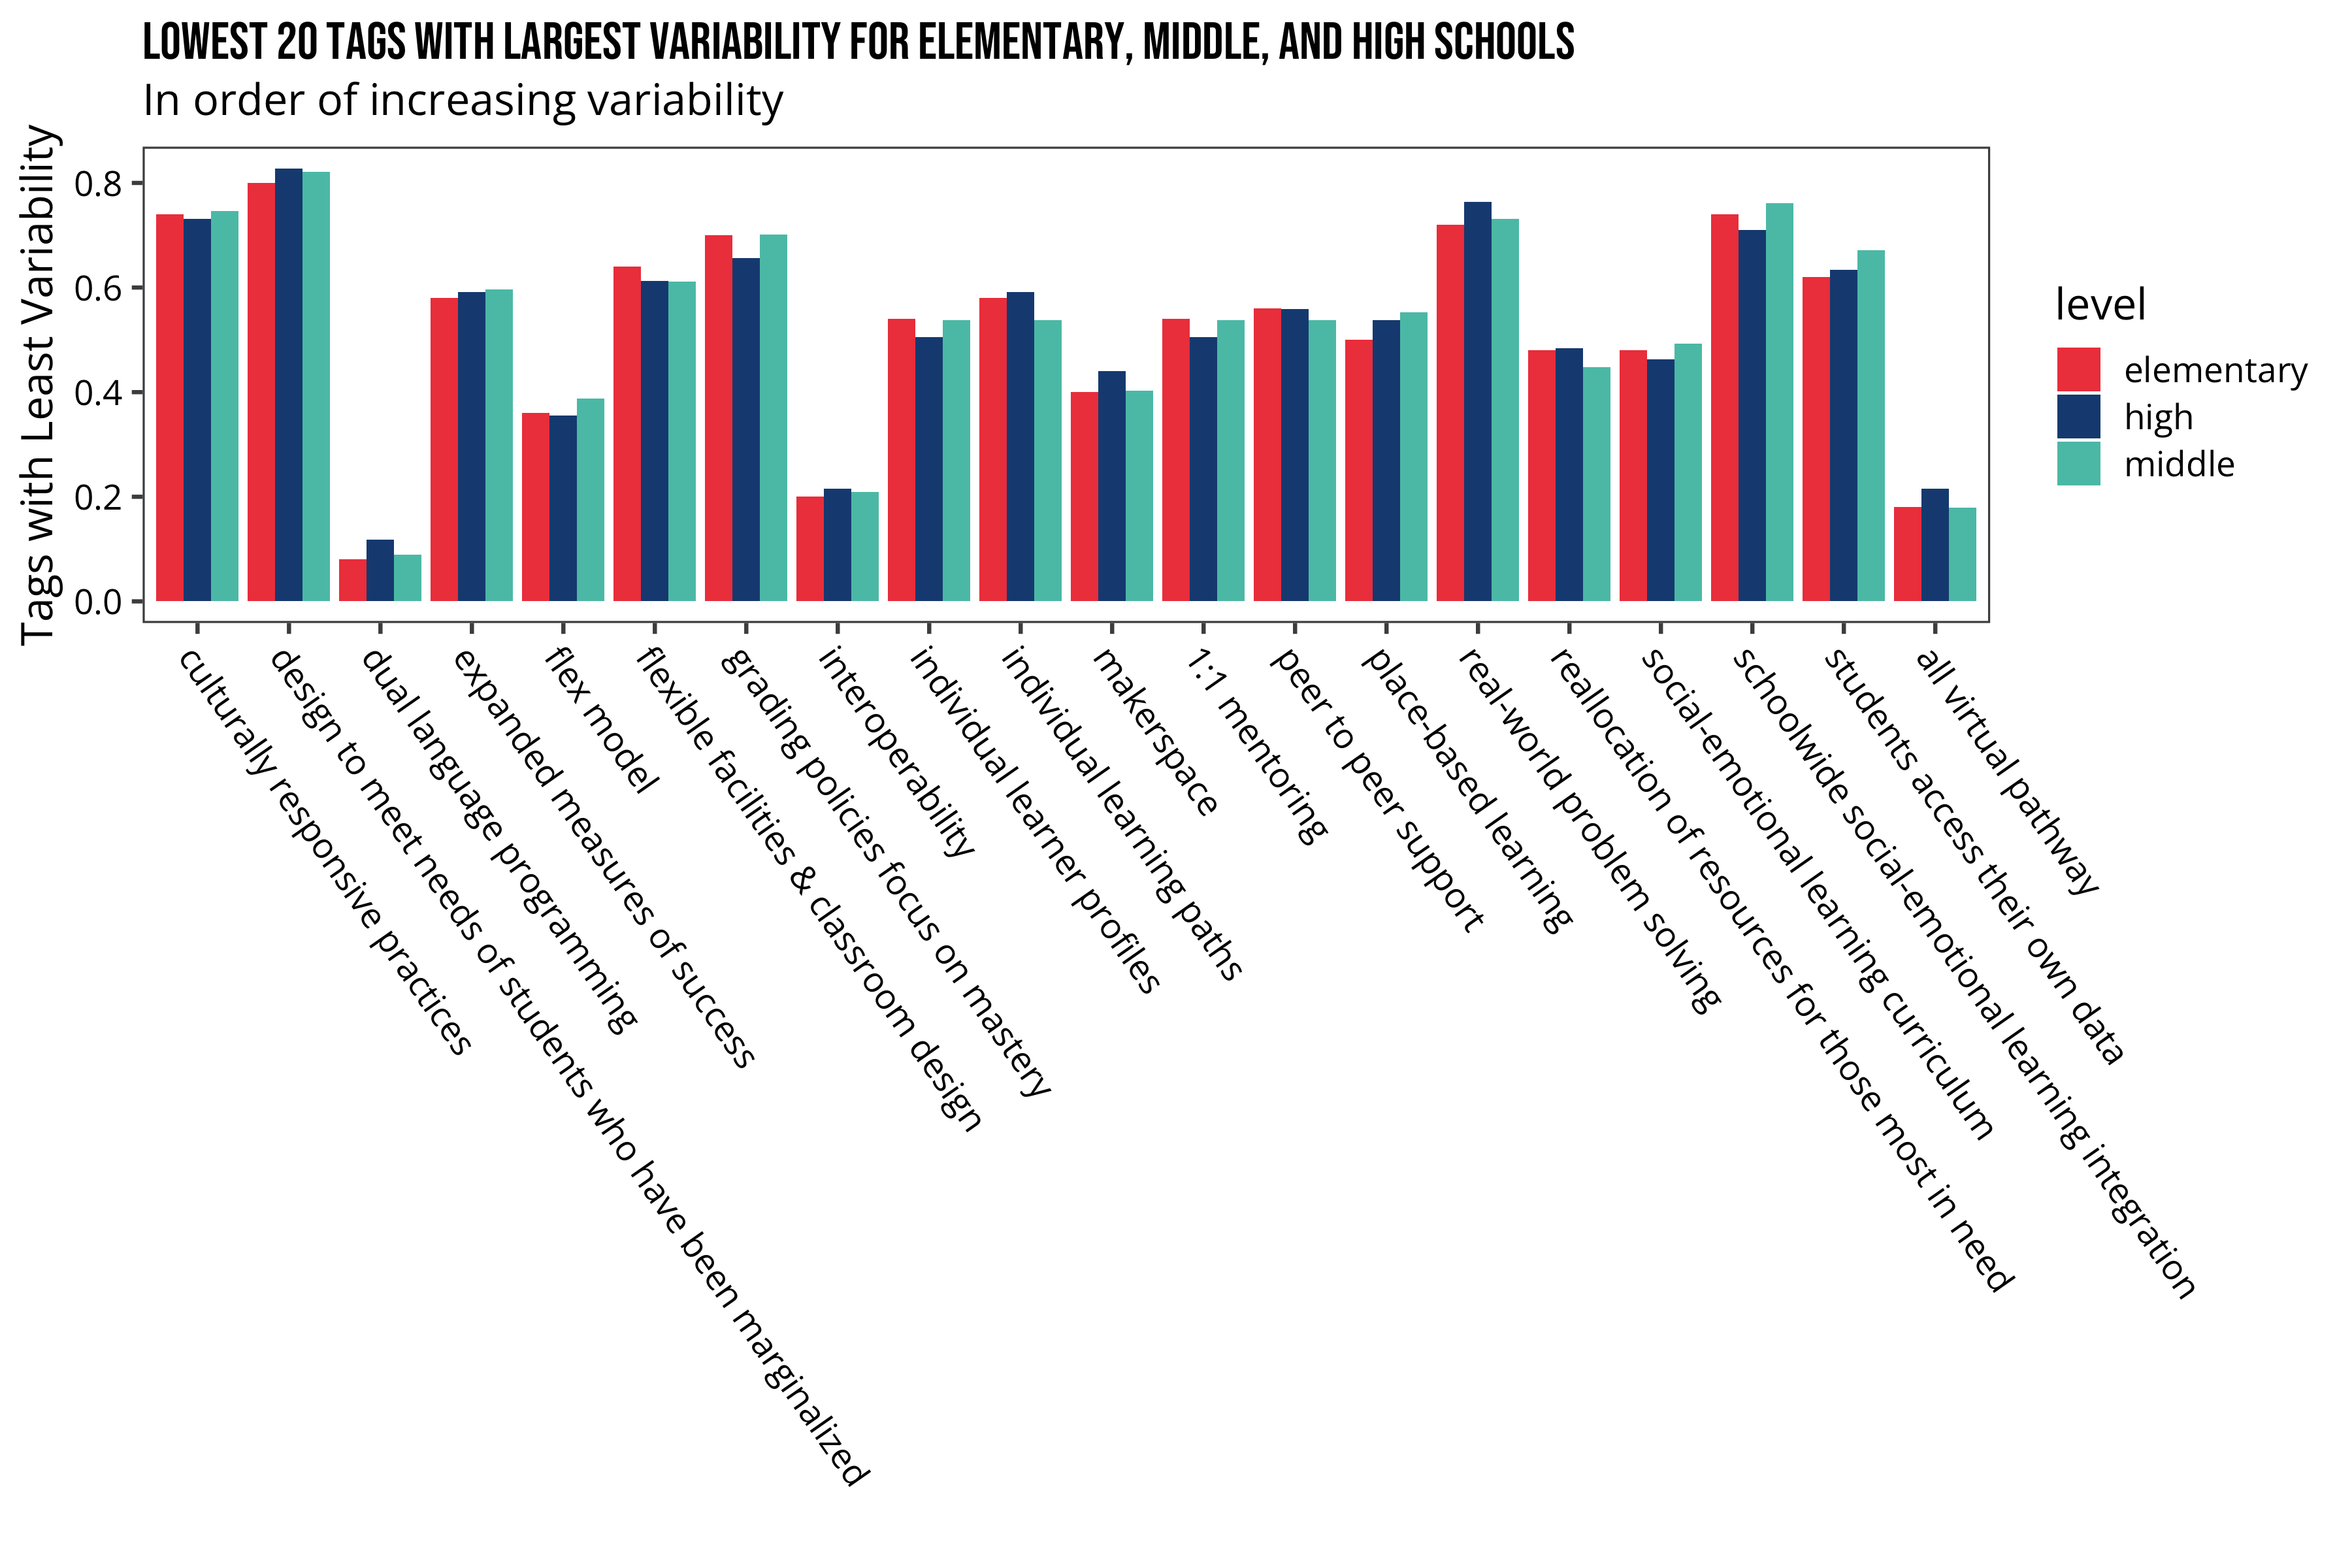 LOWEST 20 TAGS WITH LARGEST VARIABILITY FOR ELEMENTARY, MIDDLE, AND HIGH SCHOOLS
In order of increasing variability
Tags with Least Variability
0.8
0.6
0.4
0.2
0.0
culturally responsive practices
design to meet needs of students who have been marginalized
dual language programming
expanded measures of success
flex model
flexible facilities & classroom design
grading policies focus on mastery
interoperability
individual learner profiles
individual learning paths
makerspace
1:1 mentoring
peer to peer support
place-based learning
real-world problem solving
reallocation of resources for those most in need
social-emotional learning curriculum
schoolwide social-emotional learning integration
students access their own data
all virtual pathway
level
elementary
high
middle